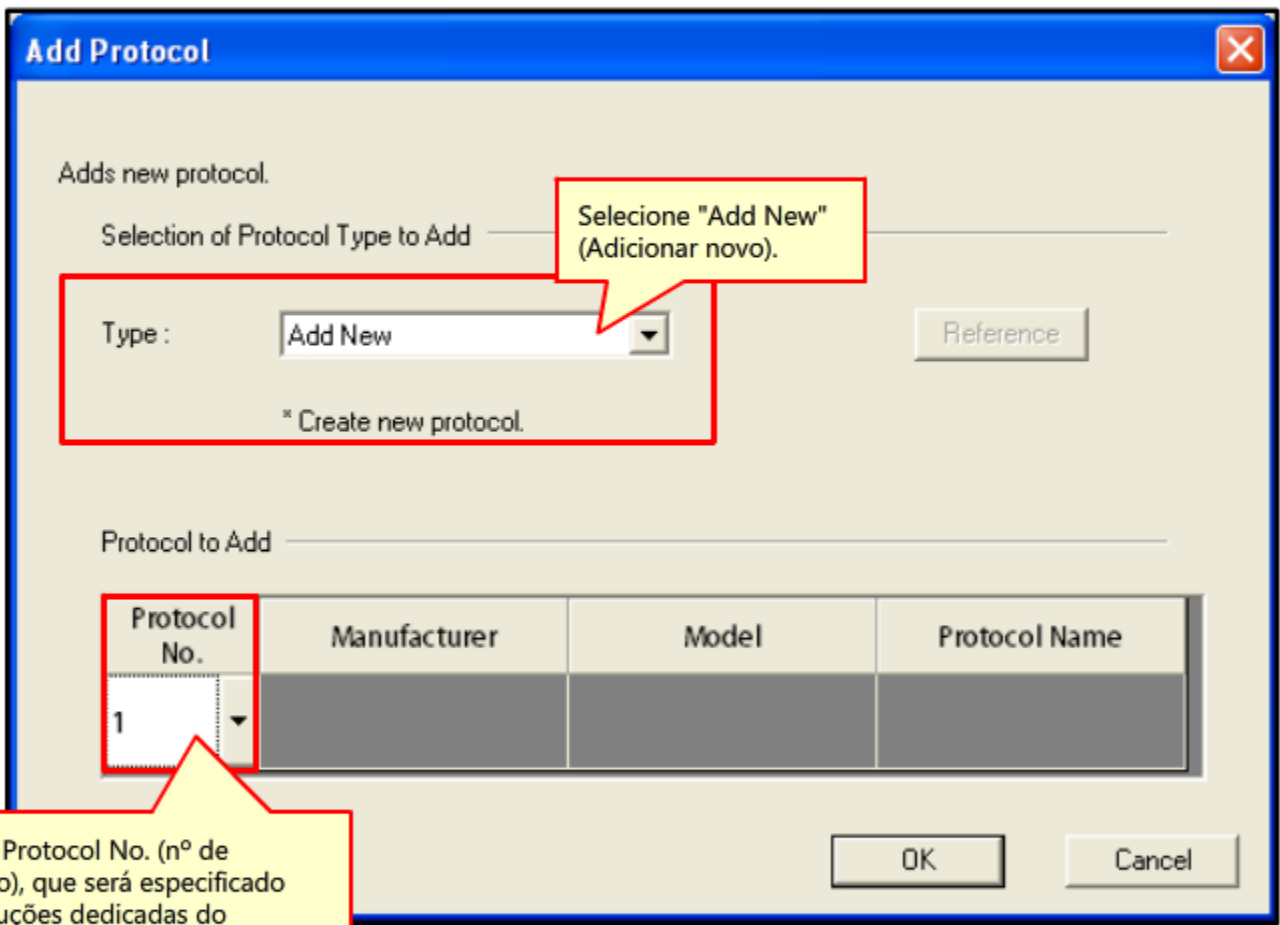 Add Protocol
Adds new protocol.
Selection of Protocol Type to Add
Selecione "Add New"
(Adicionar novo).
Type :
Add New
Reference
* Create new protocol.
Protocol to Add
Protocol
No.
Manufacturer
Model
Protocol Name
1
Protocol No. (nº de
que será especificado
dedicadas do
OK
Cancel